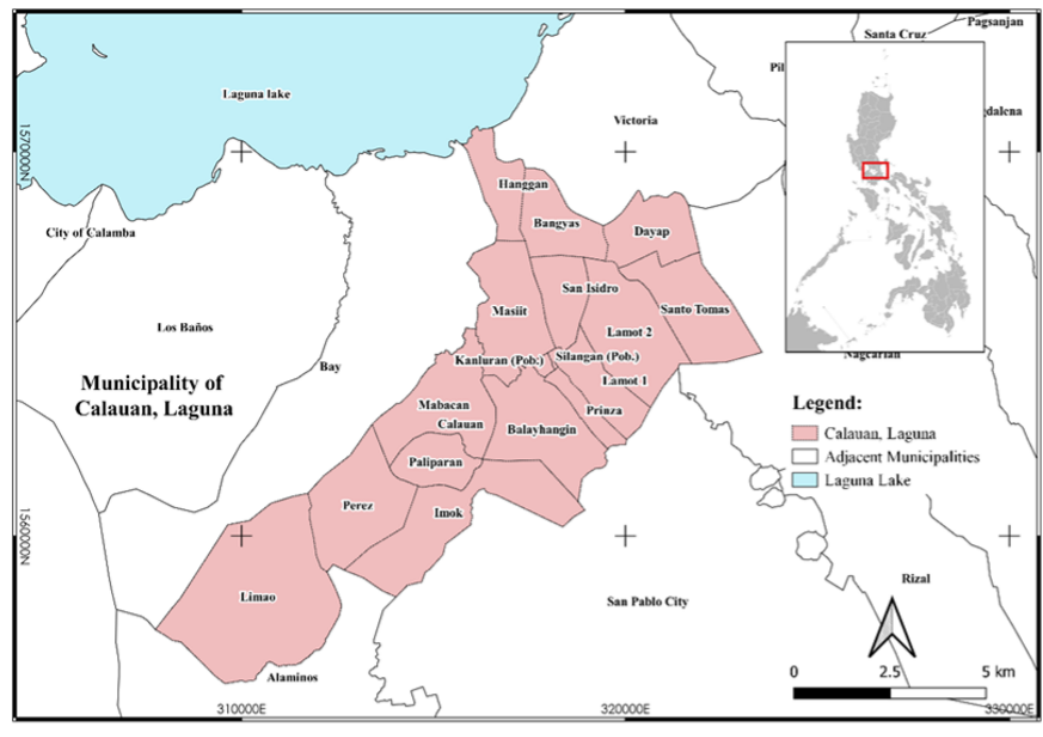 Pagsanjan
Santa Cruz
Pil
Laguna lake
dalena
Victoria
1570000N
Hanggan
Bangyas
Dayap
City of Calamba
San Isidro
Santo Tomas
Masiit
Los Baños
Lamot 2
Kanluran (Pob.)
Silangan (Pob.)
Nagcarlan
Bay
Municipality of
Calauan, Laguna
Lamot 1
Mabacan
Prinza
Calauan
Balayhangin
Legend:
Calauan, Laguna
Adjacent Municipalities
Laguna Lake
Paliparan
Perez
Imok
1560000N
Limao
San Pablo City
Rizal
Alaminos
0 2.5 5 km
310000E
320000E
330000E